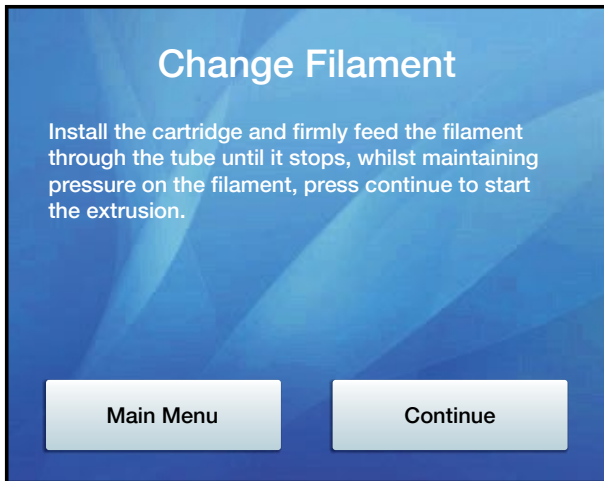 Change Filament
Install the cartridge and firmly feed the filament
through the tube until it stops, whilst maintaining
pressure on the filament, press continue to start
the extrusion.
Main Menu
Continue